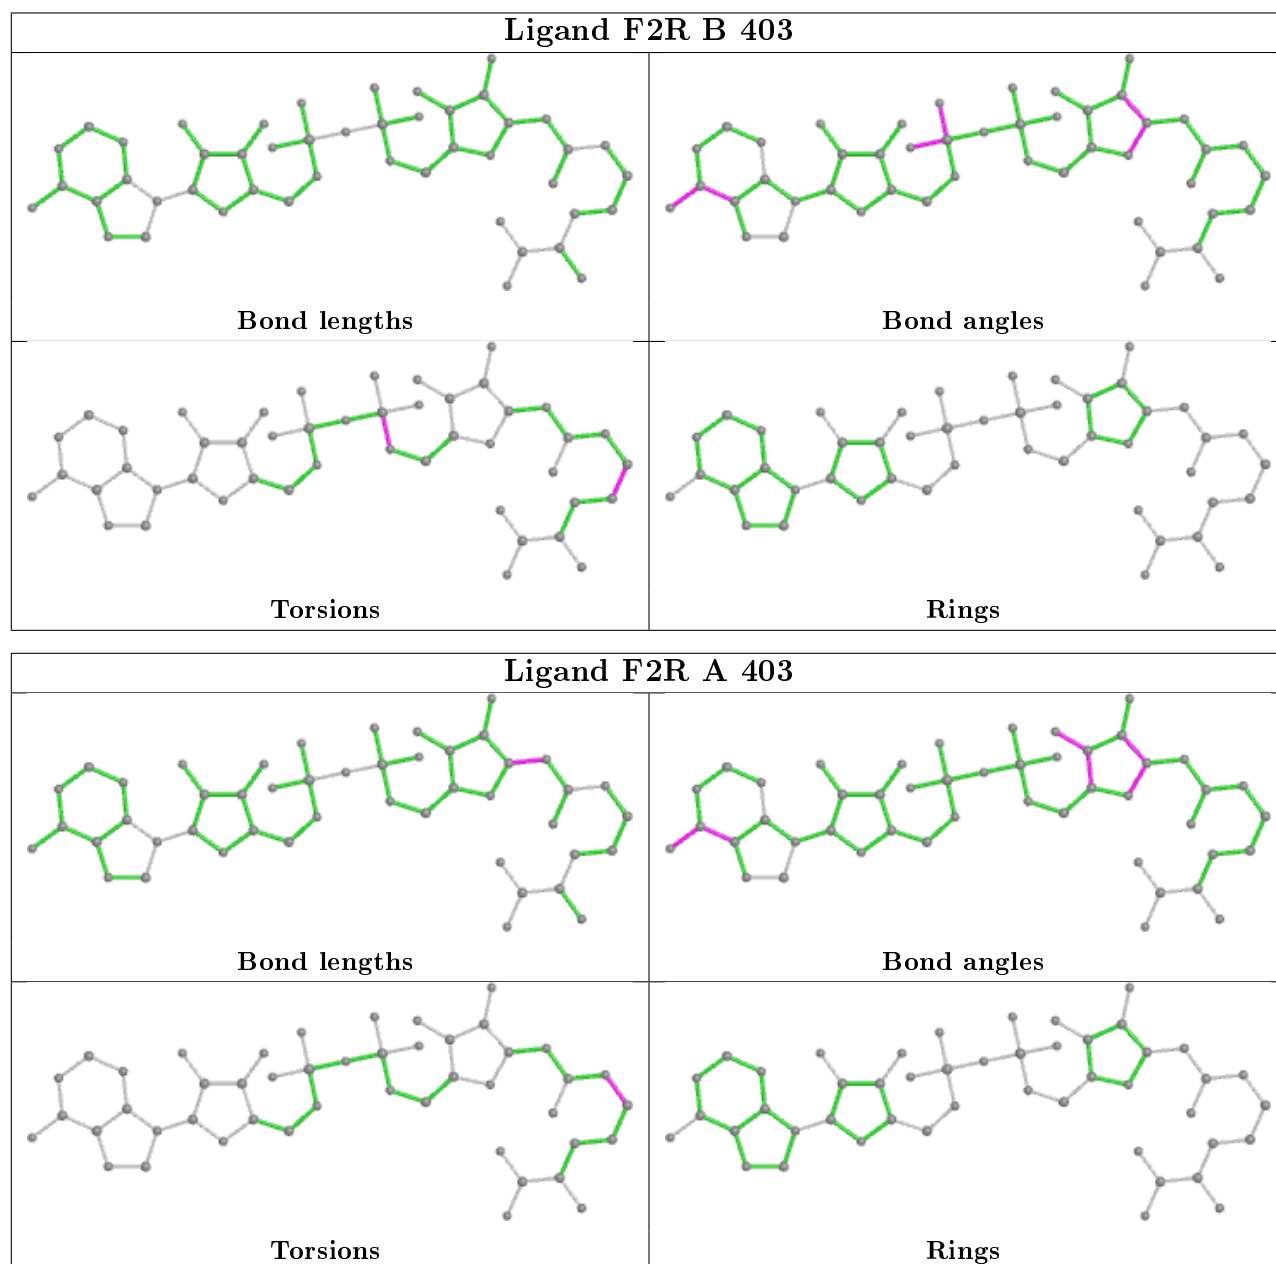 Ligand F2R B 403
Bond lengths
Bond angles
Torsions
Rings
Ligand F2R A 403
Bond lengths
Bond angles
Torsions
Rings